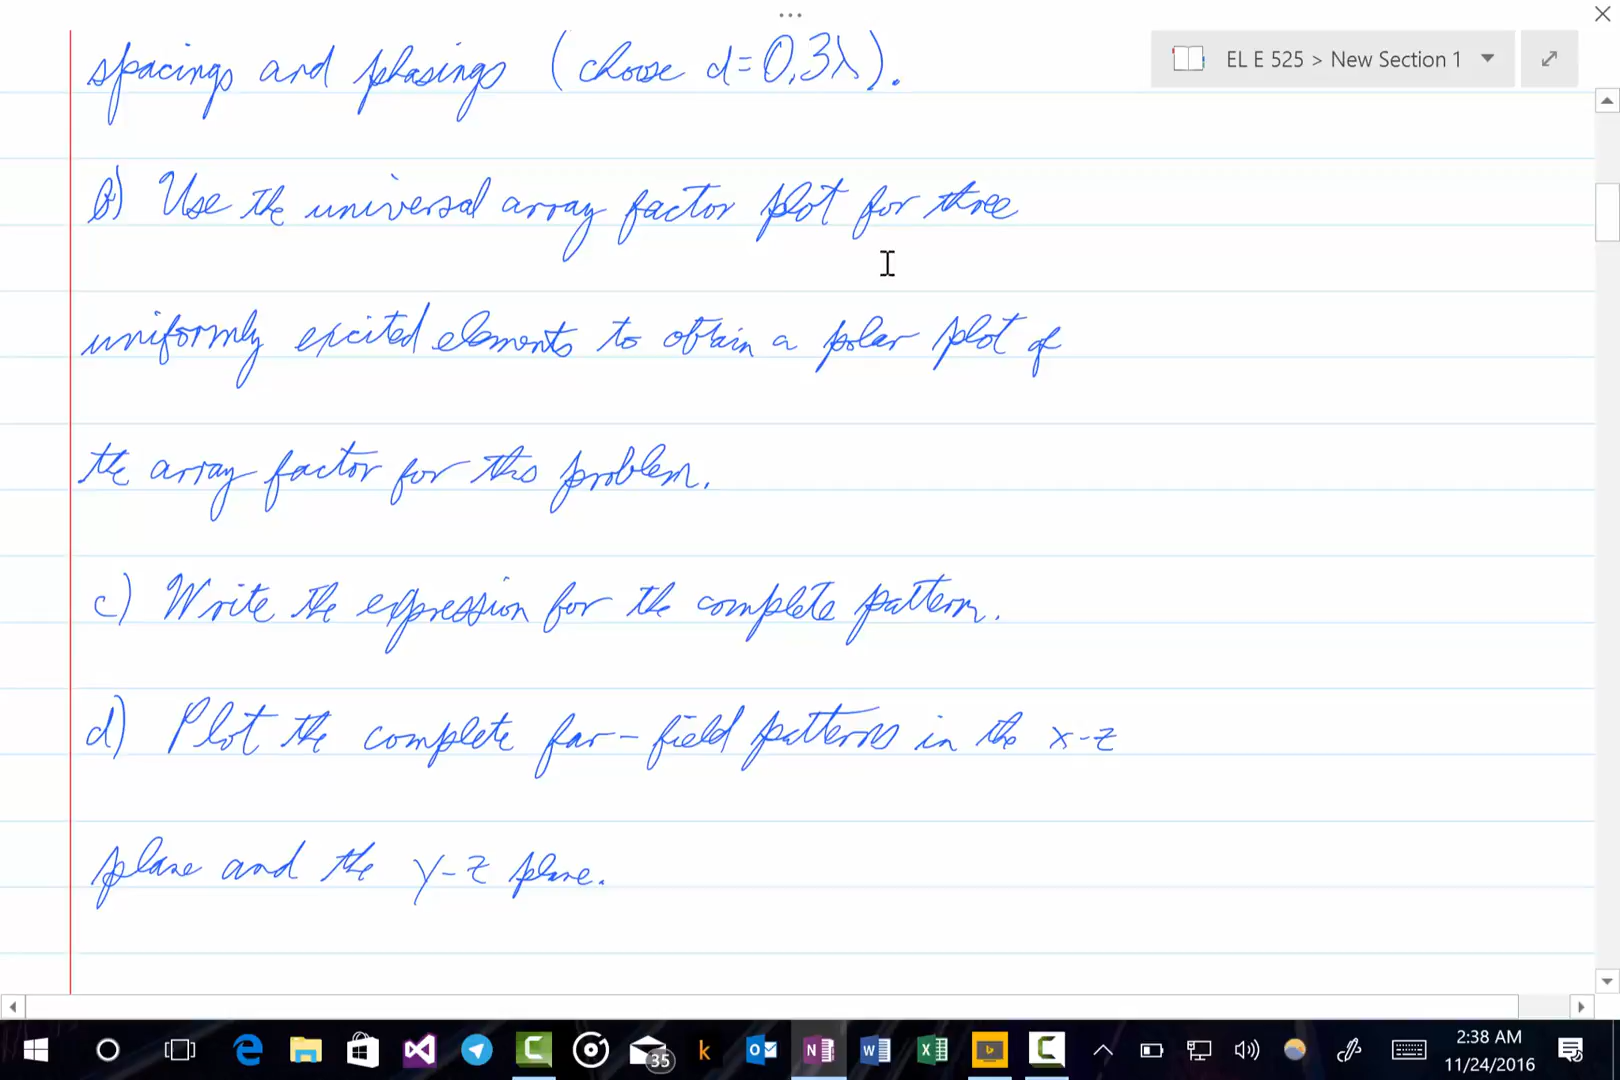 ...
EL E 525 > New Section 1
spacings and phasings (choose d=0.3λ).
b) Use the universal array factor plot for three
uniformly excited elements to obtain a polar plot of
the array factor for this problem.
c) Write the expression for the complete pattern.
d) Plot the complete far-field patterns in the x-z
plane and the y-z plane.
35
2:38 AM
11/24/2016